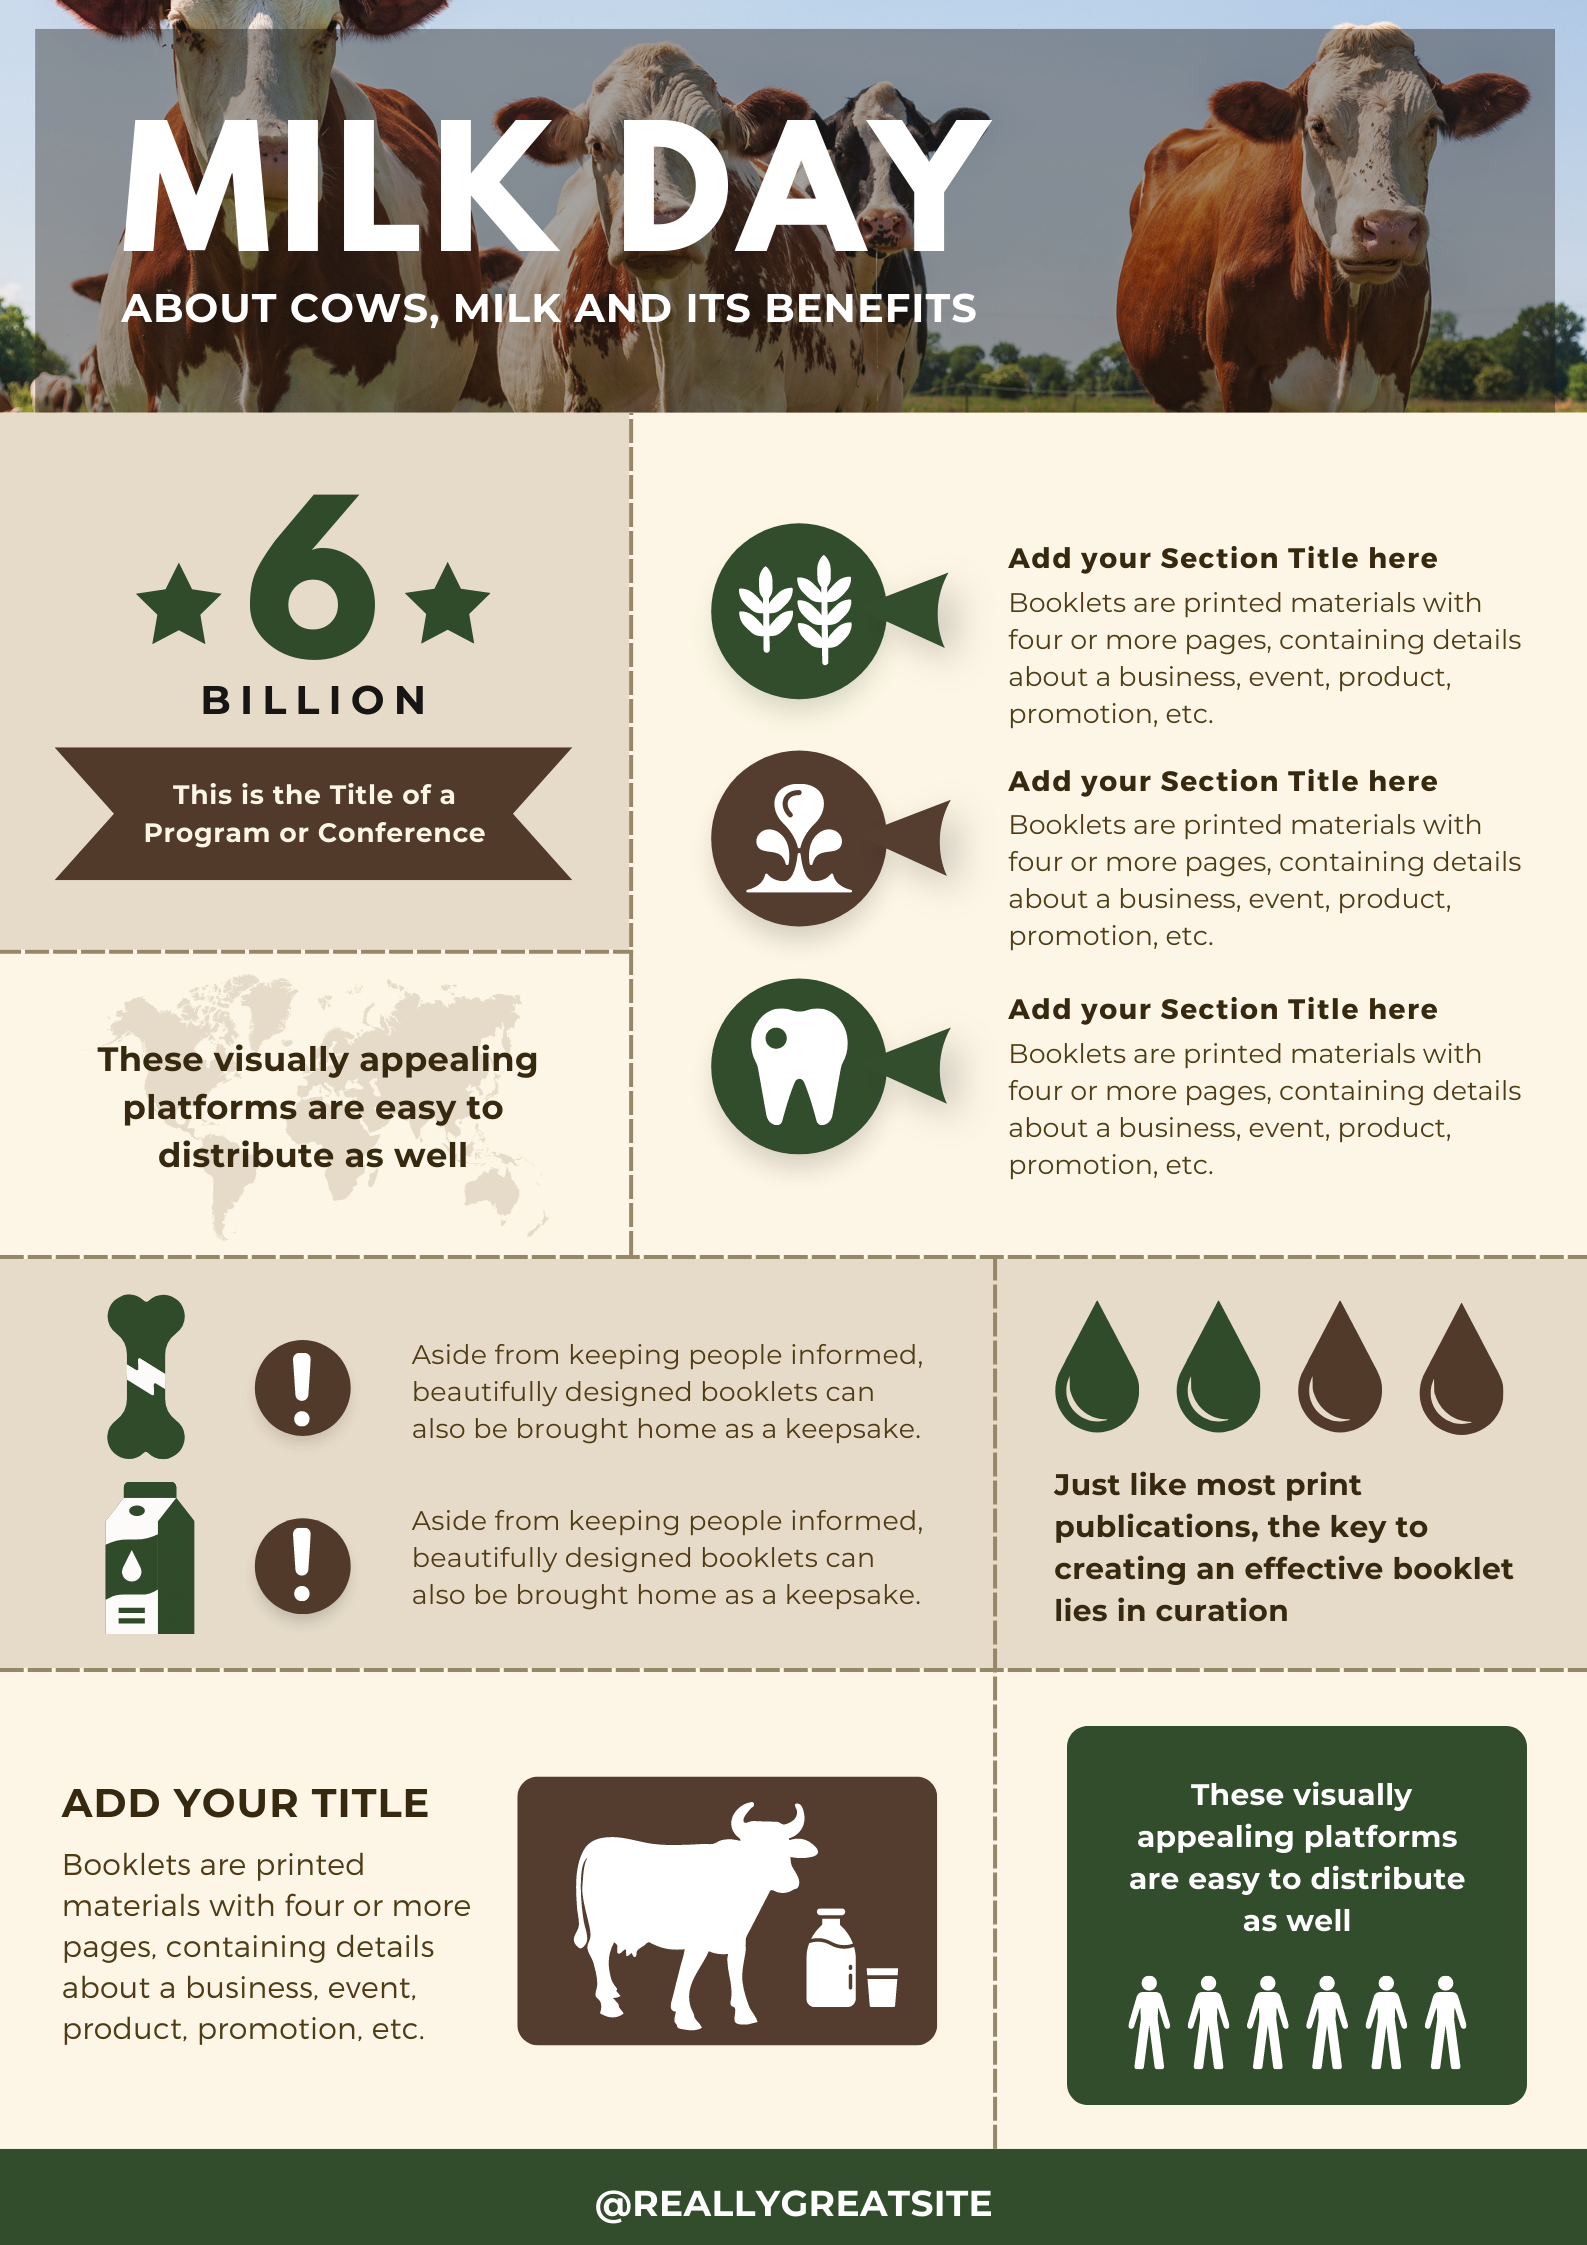 MILK DAY
ABOUT COWS, MILK AND ITS BENEFITS
6
BILLION
This is the Title of a
Program or Conference
Add your Section Title here
Booklets are printed materials with
four or more pages, containing details
about a business, event, product,
promotion, etc.
Add your Section Title here
Booklets are printed materials with
four or more pages, containing details
about a business, event, product,
promotion, etc.
Add your Section Title here
Booklets are printed materials with
four or more pages, containing details
about a business, event, product,
promotion, etc.
These visually appealing
platforms are easy to
distribute as well
Aside from keeping people informed,
beautifully designed booklets can
also be brought home as a keepsake.
Aside from keeping people informed,
beautifully designed booklets can
also be brought home as a keepsake.
Just like most print
publications, the key to
creating an effective booklet
lies in curation
ADD YOUR TITLE
Booklets are printed
materials with four or more
pages, containing details
about a business, event,
product, promotion, etc.
These visually
appealing platforms
are easy to distribute
as well
@REALLYGREATSITE